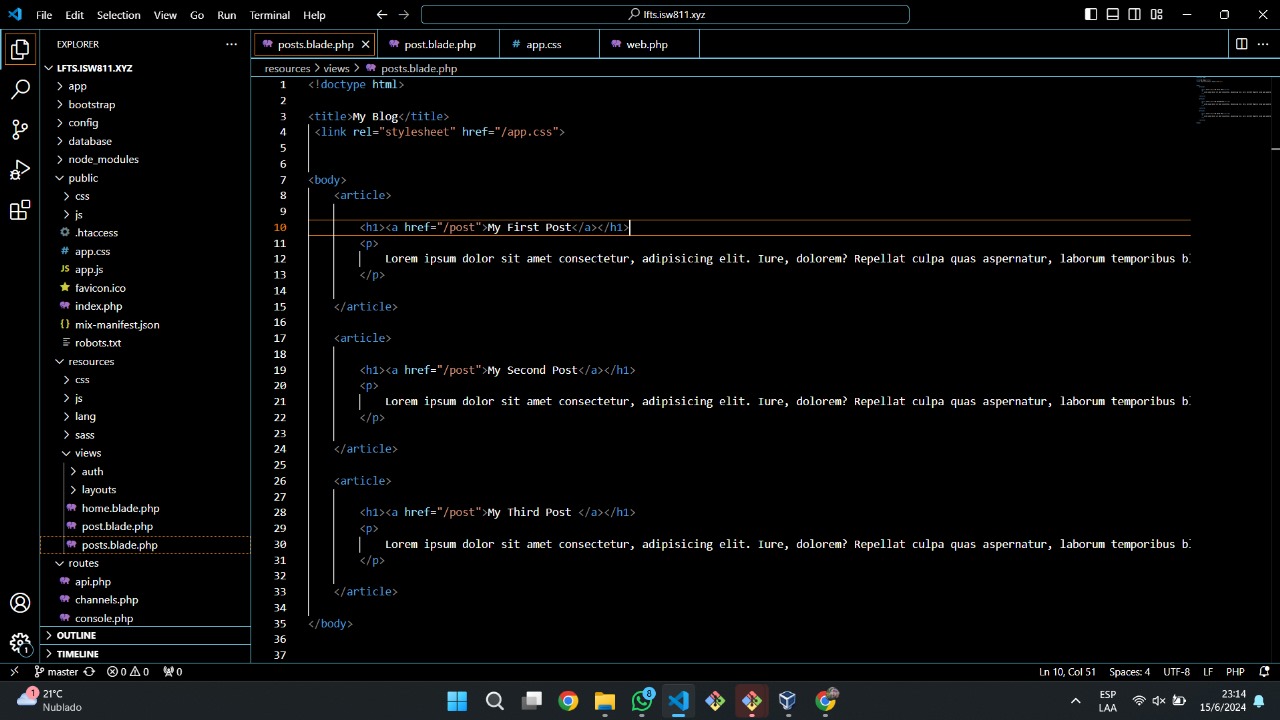 File Edit Selection View Go Run Terminal Help
lfts.isw811.xyz
EXPLORER
LFTS.ISW811.XYZ
app
bootstrap
config
database
node_modules
public
css
js
.htaccess
app.css
app.js
favicon.ico
index.php
mix-manifest.json
robots.txt
resources
css
js
lang
sass
views
auth
layouts
home.blade.php
post.blade.php
posts.blade.php
routes
api.php
channels.php
console.php
OUTLINE
TIMELINE
posts.blade.php post.blade.php app.css web.php
resources > views > posts.blade.php
1 <!doctype html>
2
3 <title>My Blog</title>
4 <link rel="stylesheet" href="/app.css">
5
6
7 <body>
8 <article>
9
10 <h1><a href="/post">My First Post</a></h1>
11 <p>
12 Lorem ipsum dolor sit amet consectetur, adipisicing elit. Iure, dolorem? Repellat culpa quas aspernatur, laborum temporibus
13 </p>
14
15 </article>
16
17 <article>
18
19 <h1><a href="/post">My Second Post</a></h1>
20 <p>
21 Lorem ipsum dolor sit amet consectetur, adipisicing elit. Iure, dolorem? Repellat culpa quas aspernatur, laborum temporibus
22 </p>
23
24 </article>
25
26 <article>
27
28 <h1><a href="/post">My Third Post </a></h1>
29 <p>
30 Lorem ipsum dolor sit amet consectetur, adipisicing elit. Iure, dolorem? Repellat culpa quas aspernatur, laborum temporibus
31 </p>
32
33 </article>
34
35 </body>
36
37
master 0 0 0 Ln 10, Col 51 Spaces: 4 UTF-8 LF PHP
1 21°C
Nublado
8
ESP
LAA
23:14
15/6/2024